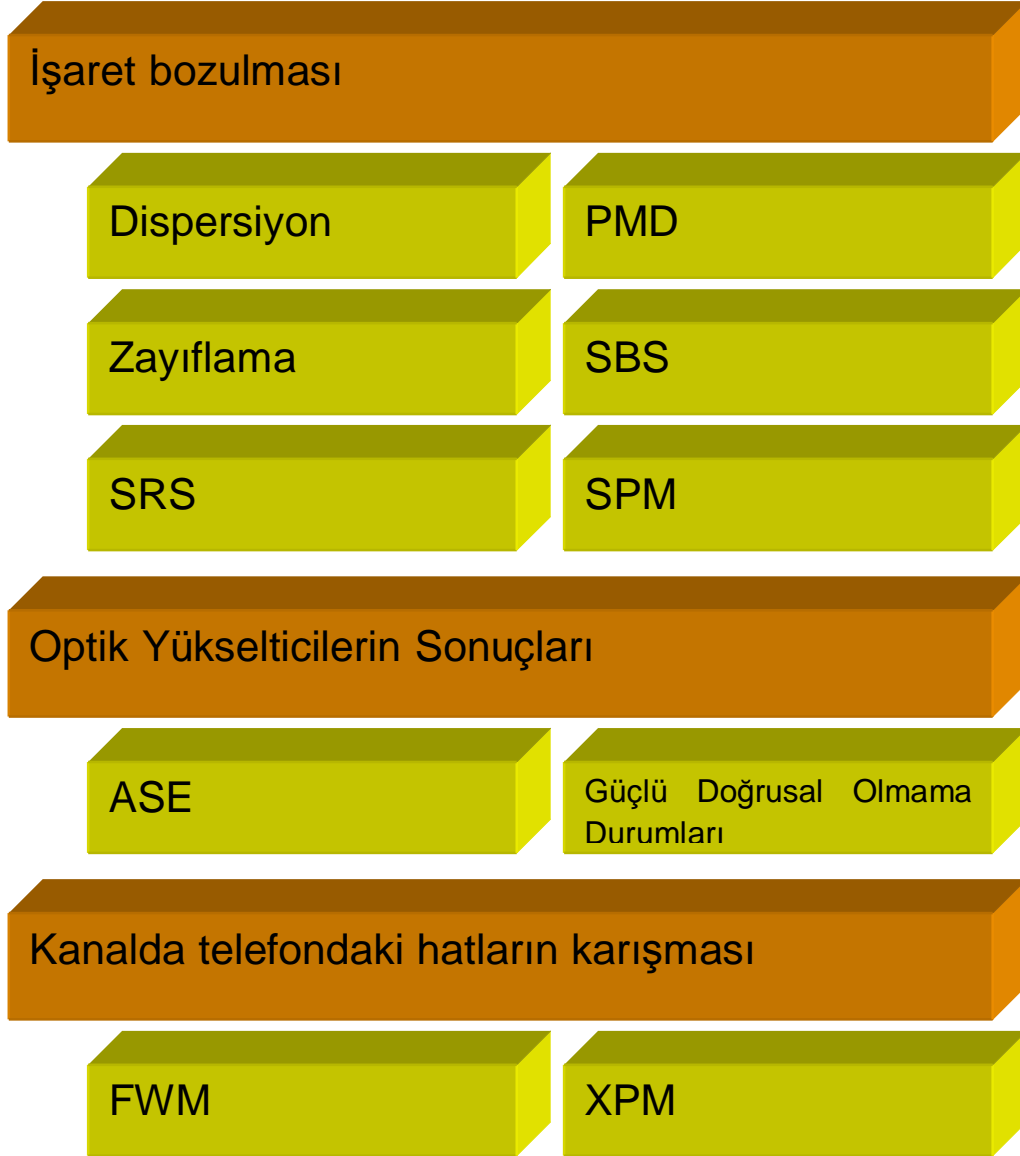 İşaret bozulması
Dispersiyon
PMD
Zayıflama
SBS
SRS
SPM
Optik Yükselticilerin Sonuçları
ASE
Güçlü Doğrusal Olmama
Durumları
Kanalda telefondaki hatların karışması
FWM
XPM